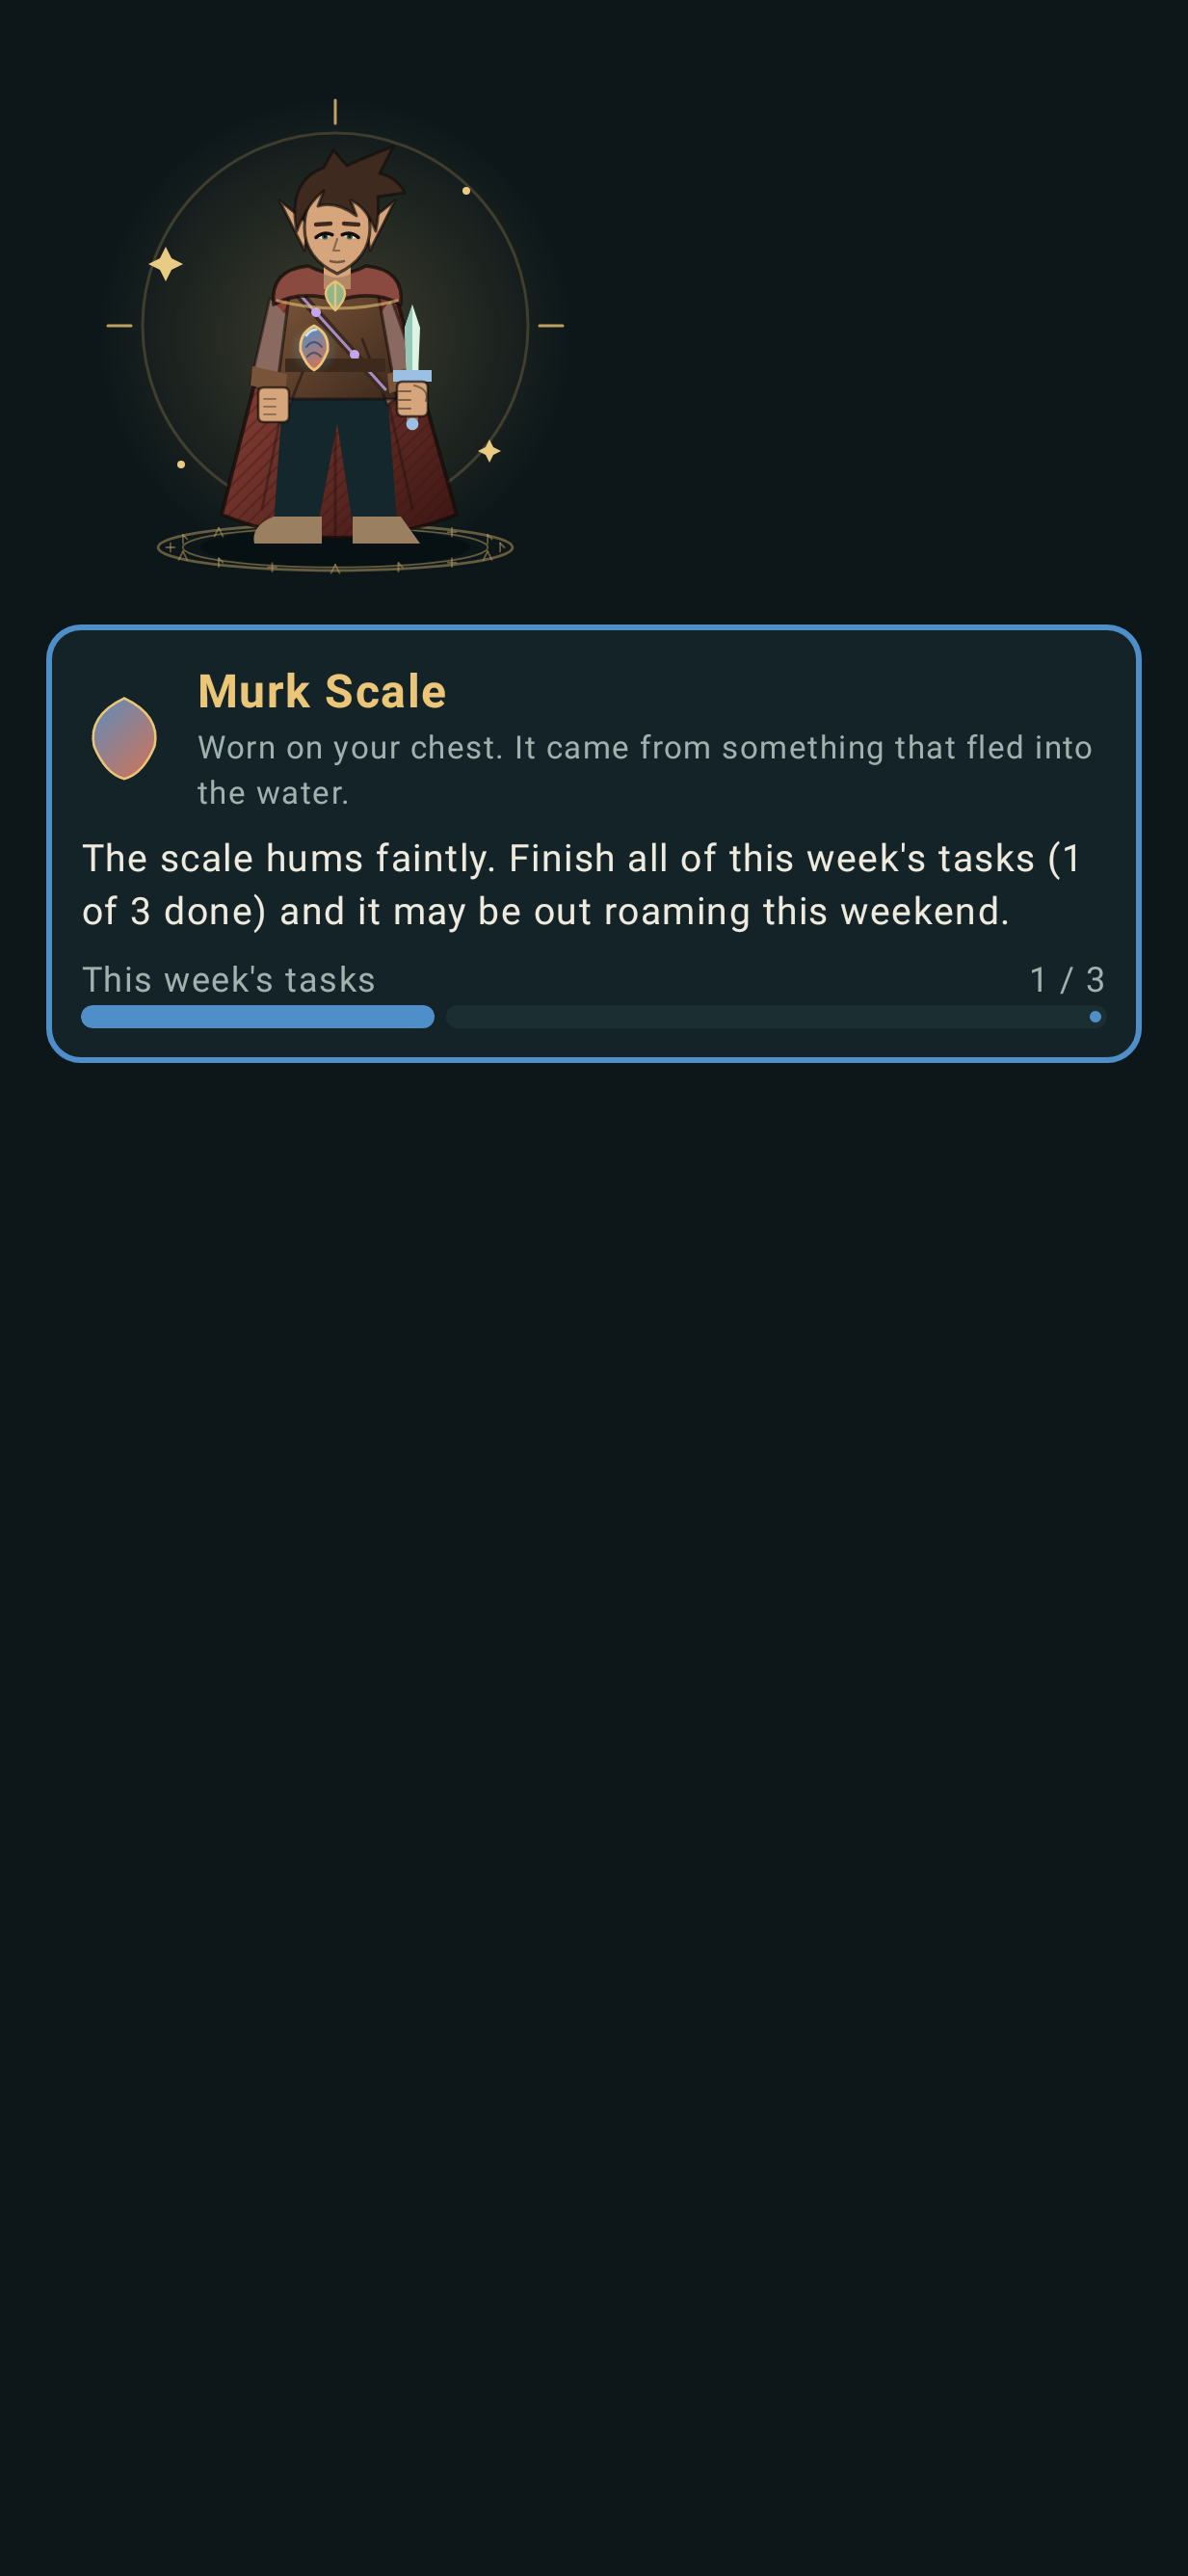 Murk Scale
Worn on your chest. It came from something that fled into
the water.
The scale hums faintly. Finish all of this week's tasks (1
of 3 done) and it may be out roaming this weekend.
This week's tasks 1 / 3